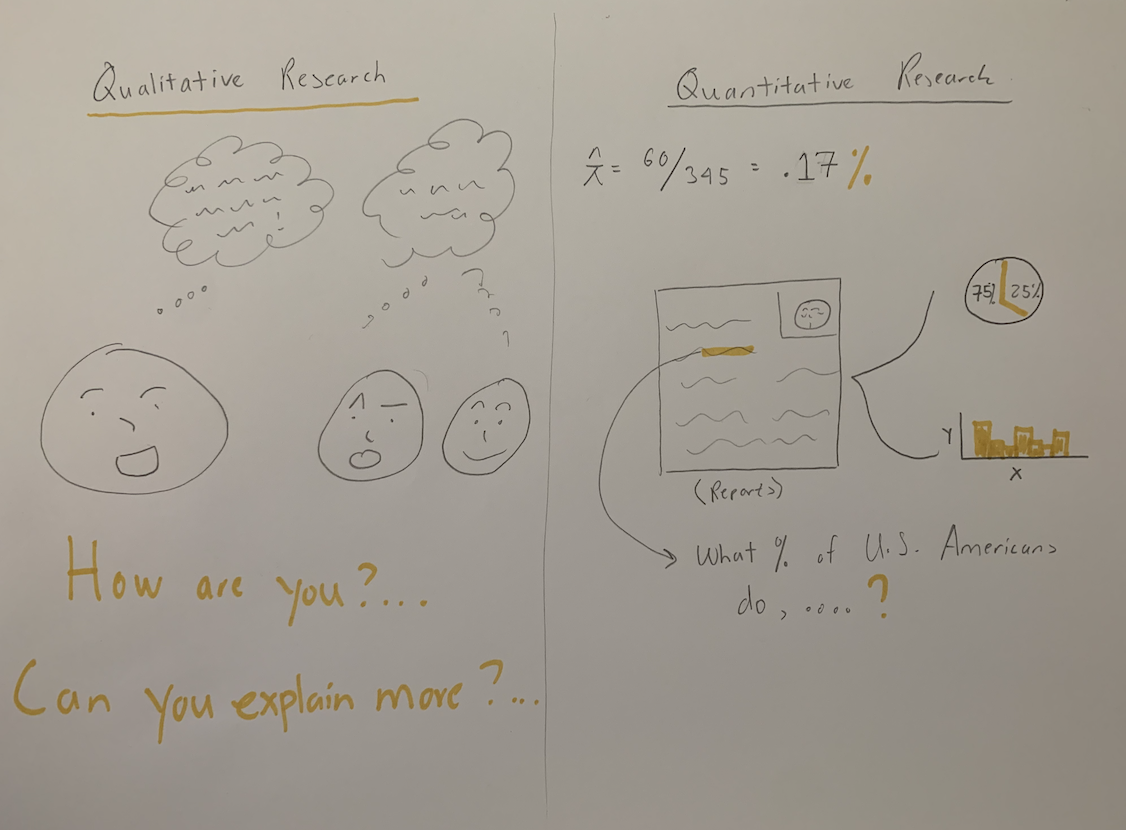 Qualitative Research
How are you?...
Can you explain more?...
Quantitative Research
60/345 = .17%
75% 25%
Y
X
(Reports)
What % of U.S. Americans
do, ....?